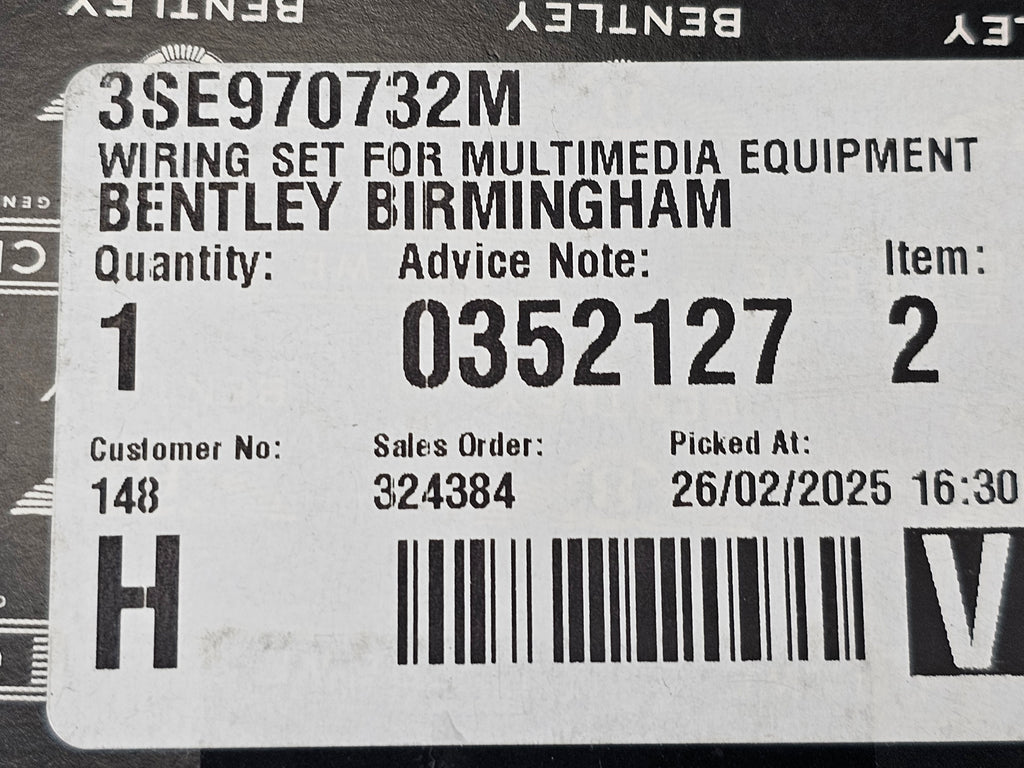 BENTLEY
BENTLEY
3SE970732M
WIRING SET FOR MULTIMEDIA EQUIPMENT
BENTLEY BIRMINGHAM
Quantity: Advice Note: Item:
1 0352127 2
Customer No: Sales Order: Picked At:
148 324384 26/02/2025 16:30
H V